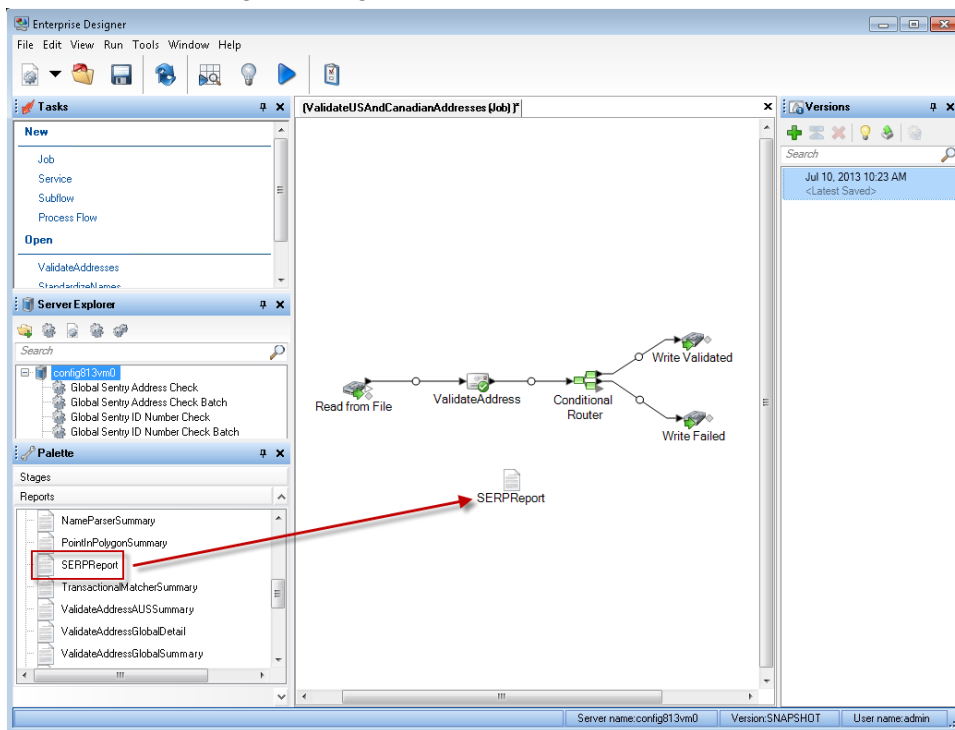 Enterprise Designer
File Edit View Run Tools Window Help
Tasks
New
Job
Service
Subflow
Process Flow
Open
ValidateAddresses
StandardizeNames
Server Explorer
Search
config813vm0
Global Sentry Address Check
Global Sentry Address Check Batch
Global Sentry ID Number Check
Global Sentry ID Number Check Batch
Palette
Stages
Reports
NameParserSummary
PointInPolygonSummary
SERPReport
TransactionalMatcherSummary
ValidateAddressAUSSummary
ValidateAddressGlobalDetail
ValidateAddressGlobalSummary
(ValidateUSAndCanadianAddresses (Job) )*
Read from File
ValidateAddress
Conditional
Router
Write Validated
Write Failed
SERPReport
Versions
Search
Jul 10, 2013 10:23 AM
<Latest Saved>
Server name:config813vm0
Version:SNAPSHOT
User name:admin